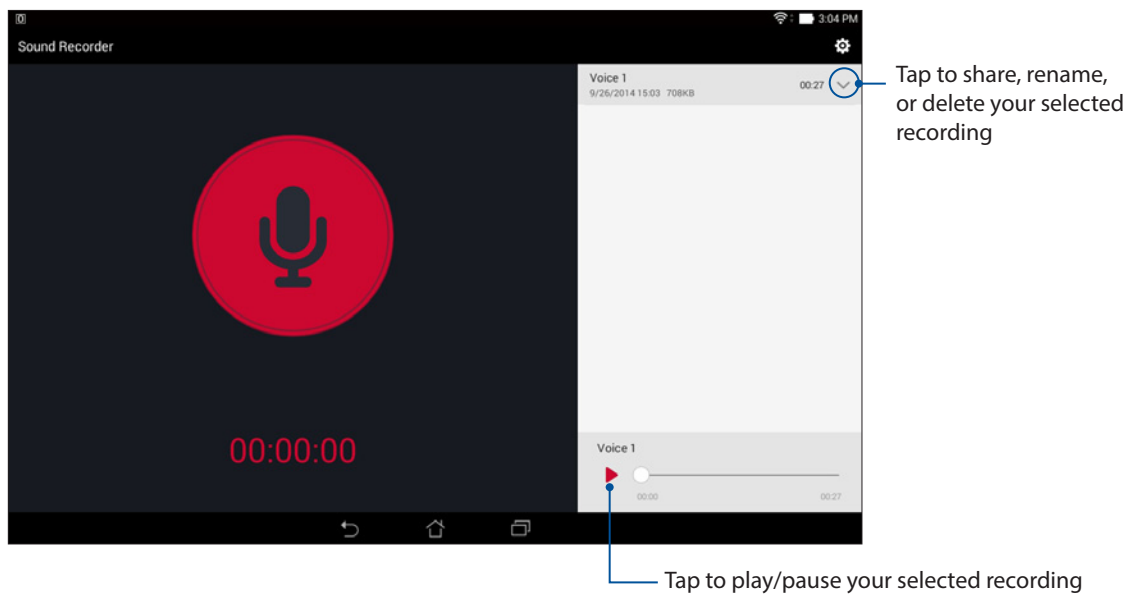 3:04 PM
Sound Recorder
Voice 1
9/26/2014 15:03 708KB
00:27
Tap to share, rename,
or delete your selected
recording
00:00:00
Voice 1
00:00
00:27
Tap to play/pause your selected recording